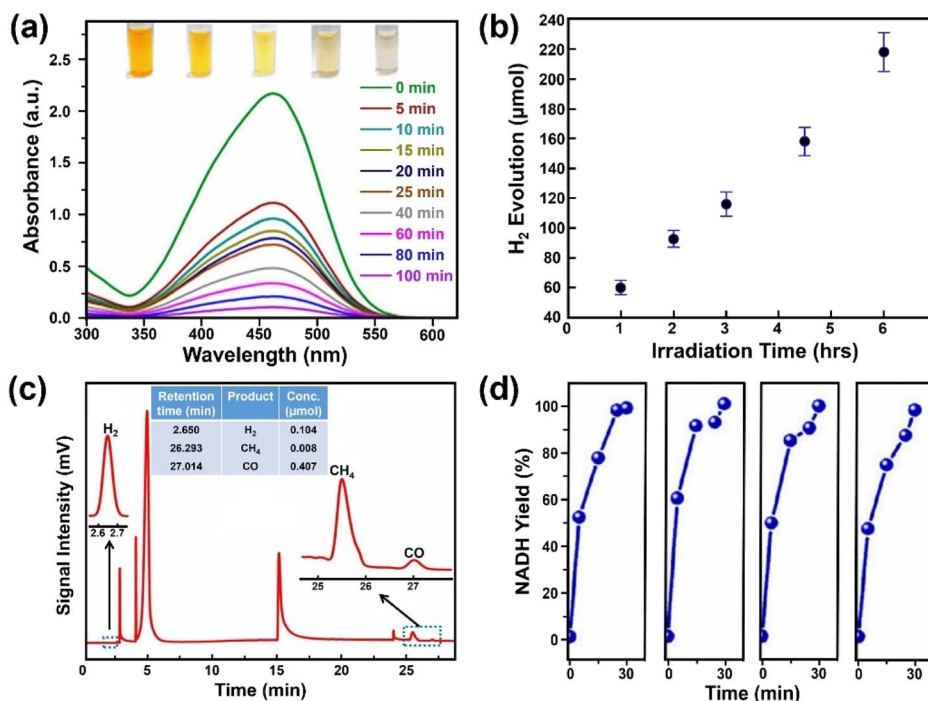 (a)
Absorbance (a.u.)
2.5
2.0
1.5
1.0
0.5
0.0
0 min
5 min
10 min
15 min
20 min
25 min
40 min
60 min
80 min
100 min
300 350 400 450 500 550 600
Wavelength (nm)
(b)
H₂ Evolution (μmol)
240
220
200
180
160
140
120
100
80
60
40
0 1 2 3 4 5 6
Irradiation Time (hrs)
(c)
Signal Intensity (mV)
Retention time (min) Product Conc. (μmol)
2.650 H₂ 0.104
26.293 CH₄ 0.008
27.014 CO 0.407
H₂
2.6 2.7
CH₄
CO
24 25 26 27
0 5 10 15 20 25
Time (min)
(d)
NADH Yield (%)
100
80
60
40
20
0
0 30 0 30 0 30 0 30
Time (min)